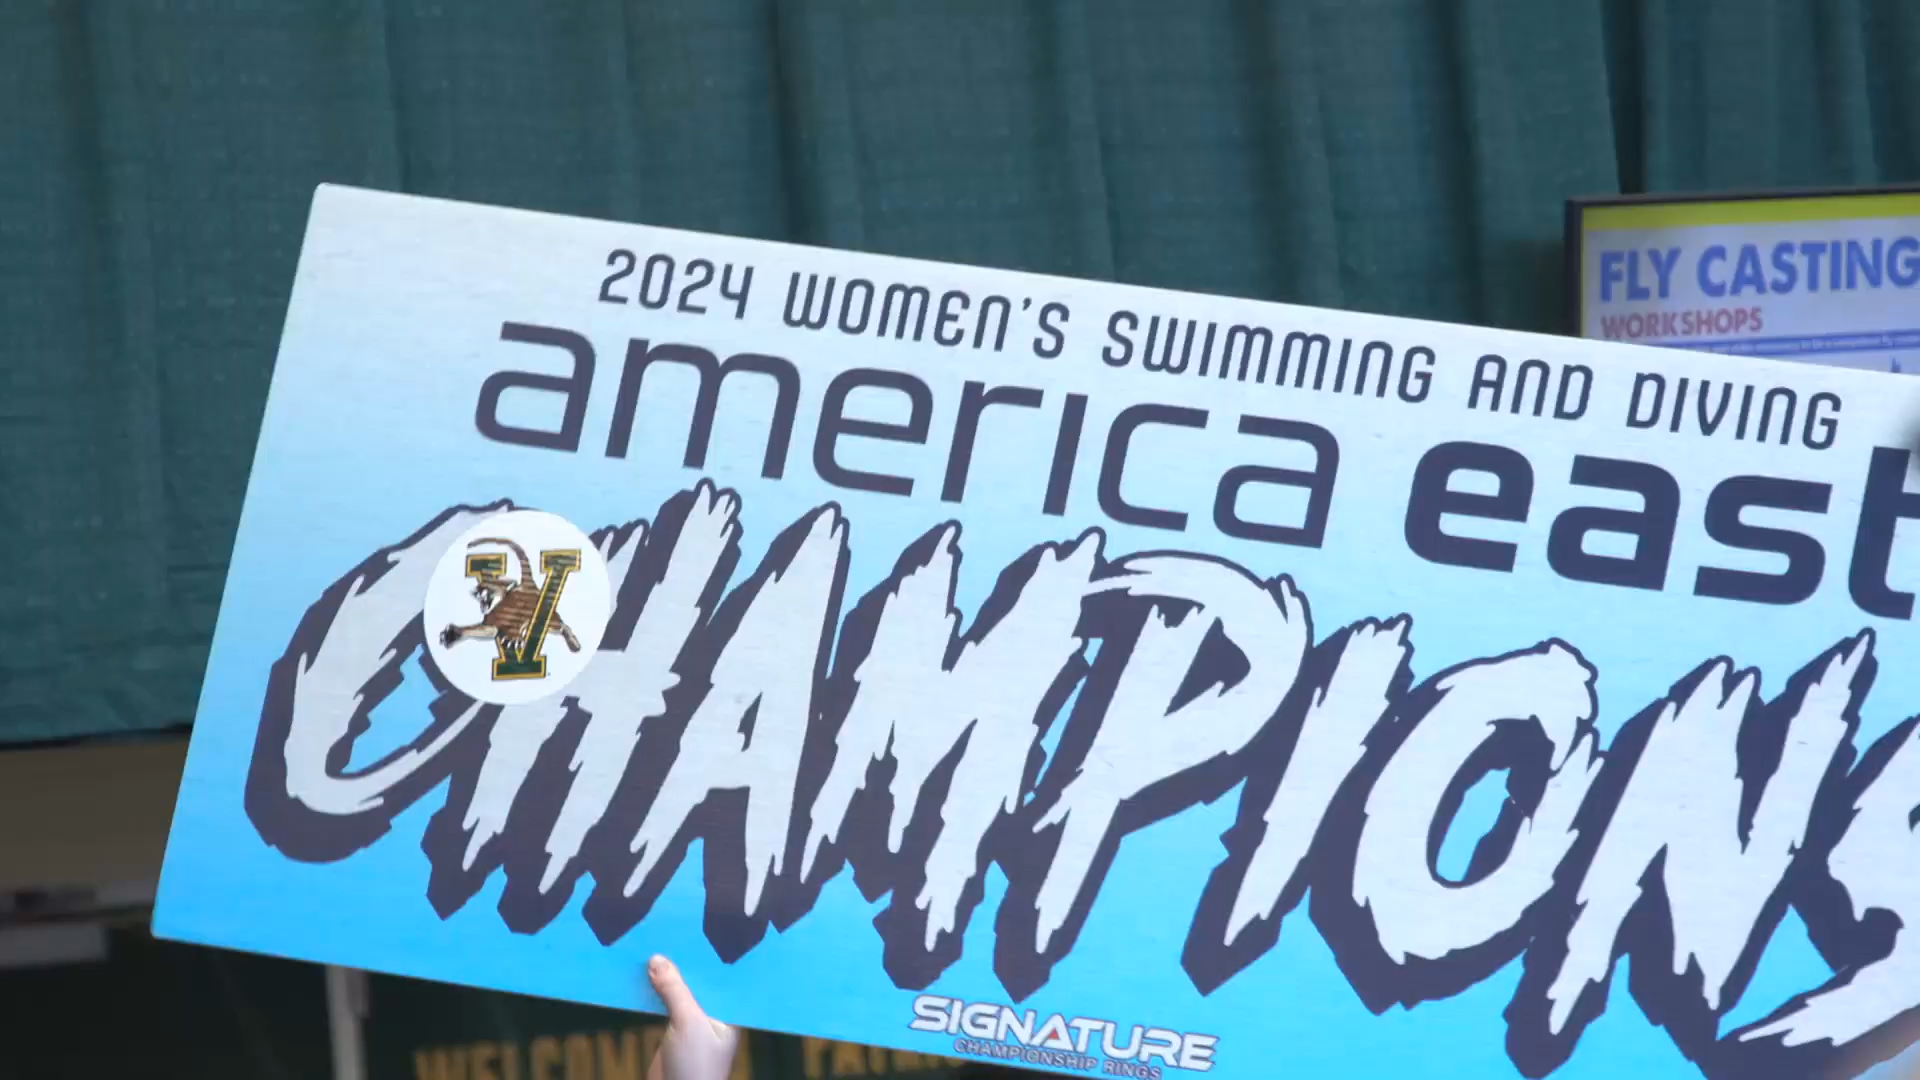 FLY CASTING
WORKSHOPS
2024 WOMEN'S SWIMMING AND DIVING
america east
CHAMPIONS
V
SIGNATURE
CHAMPIONSHIP RINGS